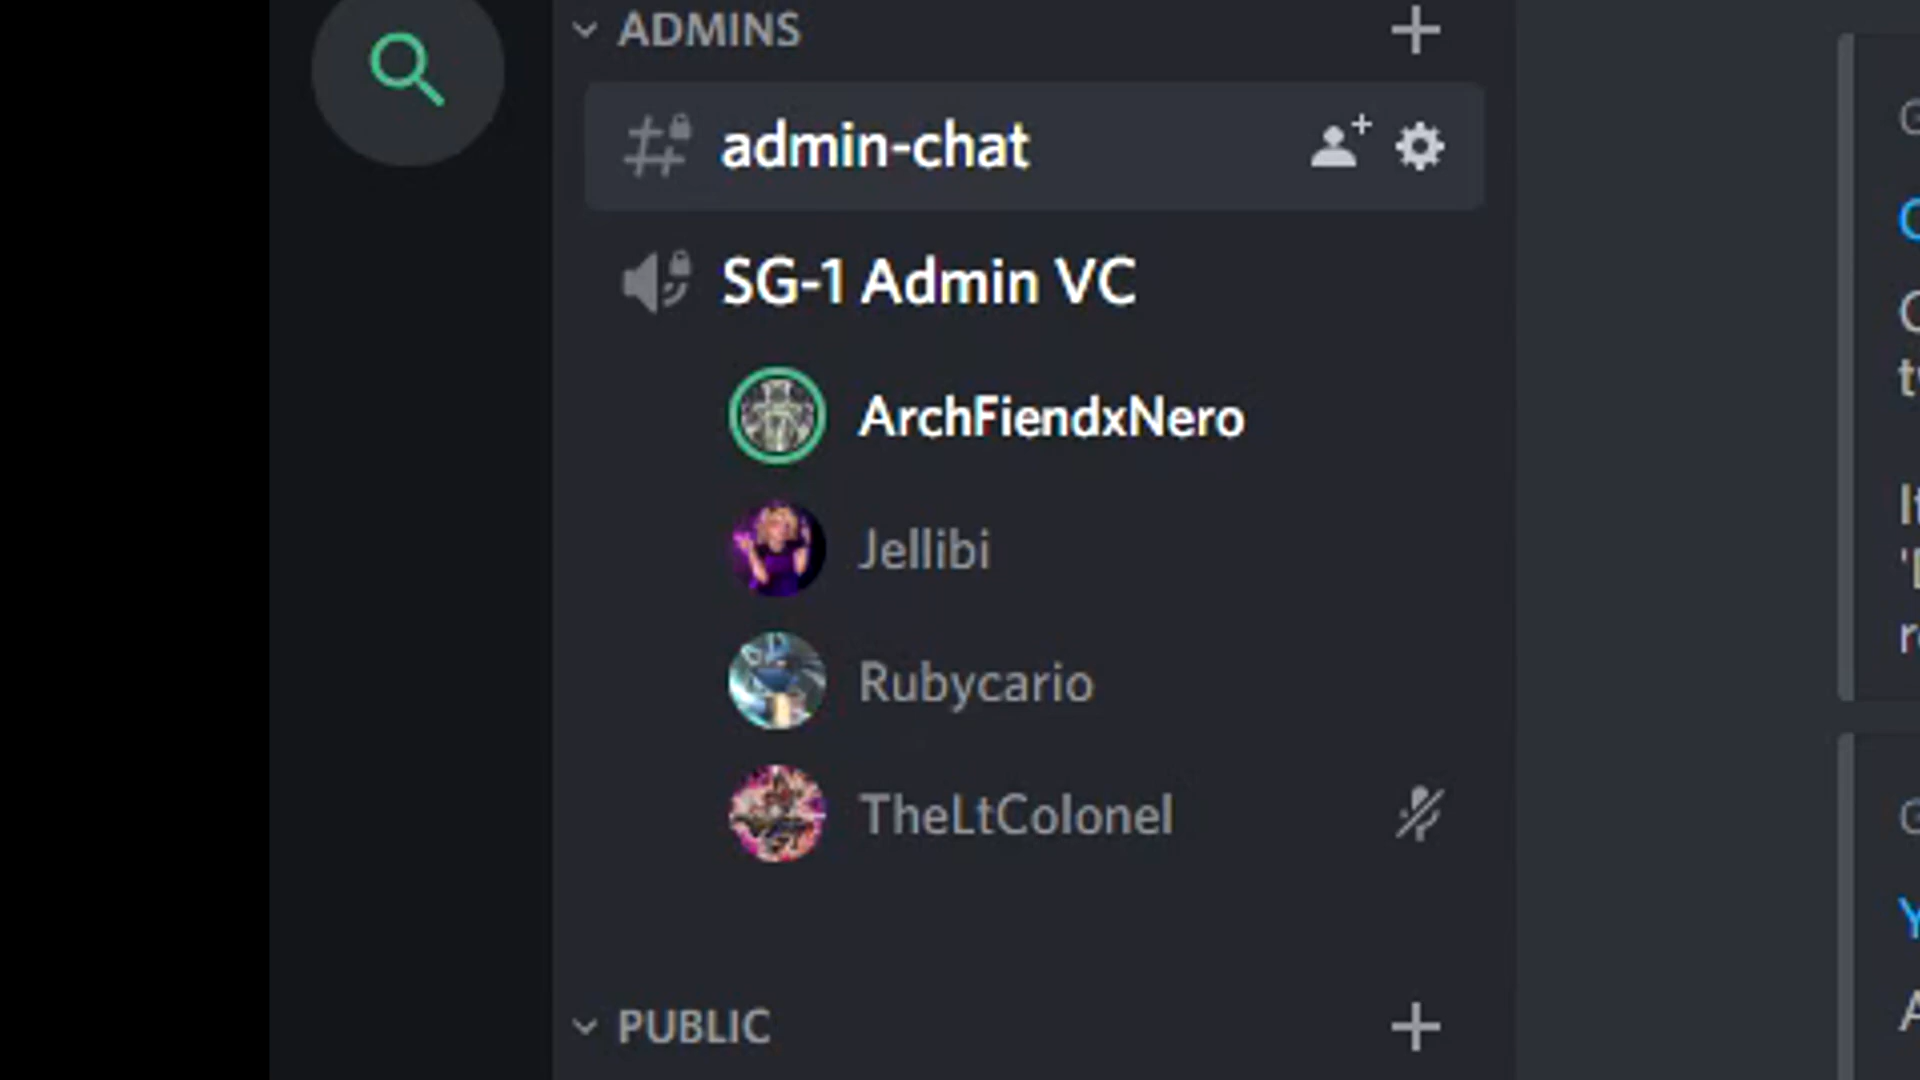 ADMINS
admin-chat
SG-1 Admin VC
ArchFiendxNero
Jellibi
Rubycario
TheLtColonel
PUBLIC